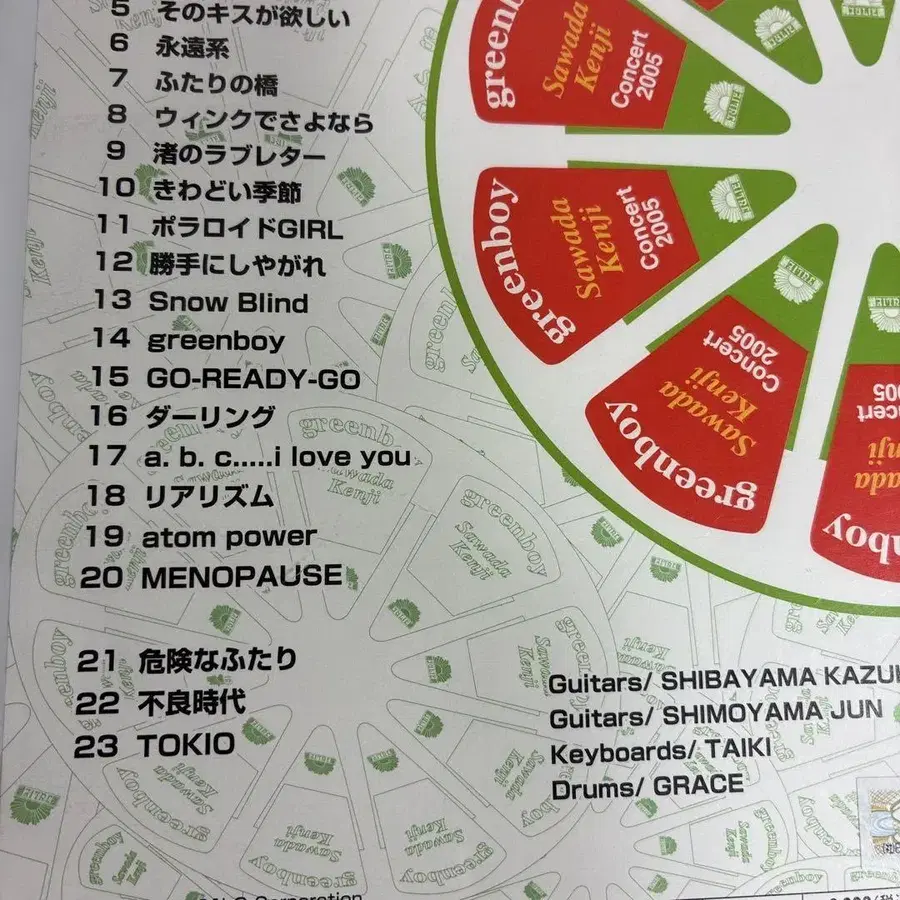 5 そのキスが欲しい
6 永遠系
7 ふたりの橋
8 ウィンクでさよなら
9 渚のラブレター
10 きわどい季節
11 ポラロイドGIRL
12 勝手にしやがれ
13 Snow Blind
14 greenboy
15 GO-READY-GO
16 ダーリング
17 a. b. c.....i love you
18 リアリズム
19 atom power
20 MENOPAUSE
21 危険なふたり
22 不良時代
23 TOKIO
Sawada
Kenji
Concert
2005
greenboy
Sawada
Kenji
Concert
2005
greenboy
Sawada
Kenji
Concert
2005
Guitars/ SHIBAYAMA
Guitars/ SHIMOYAMA JUN
Keyboards/ TAIKI
Drums/ GRACE
Corporation